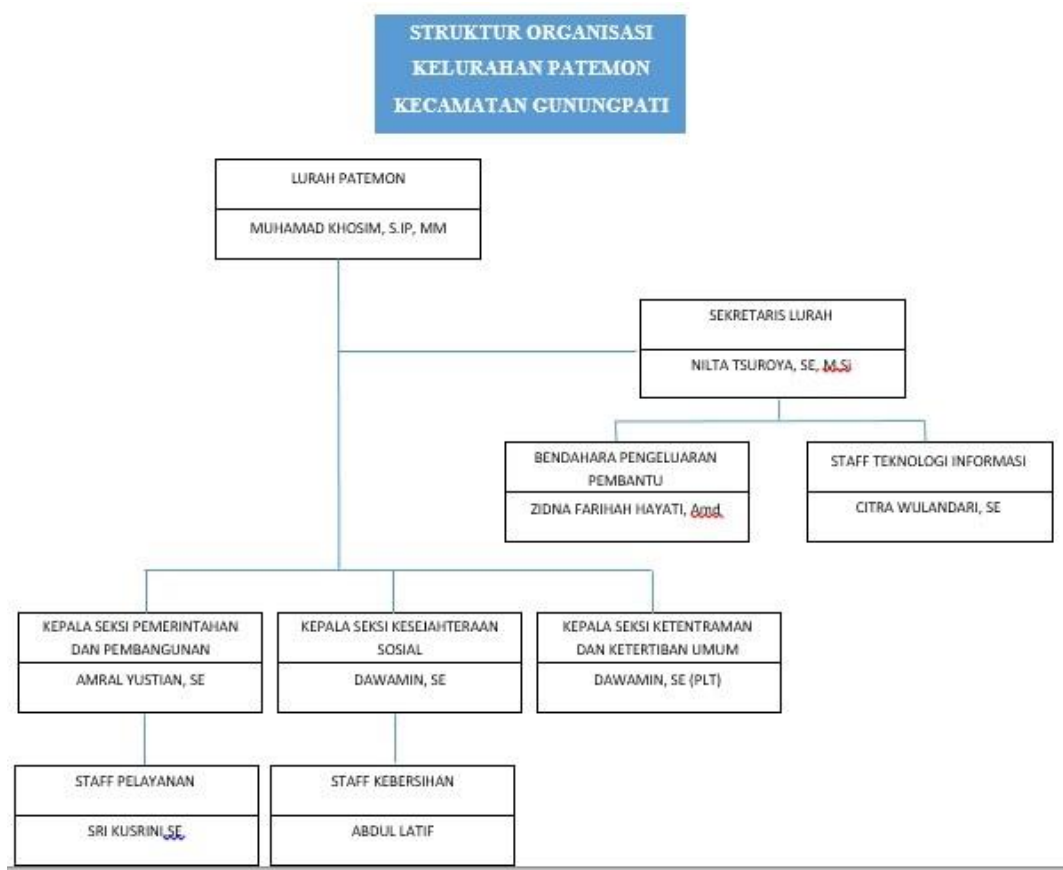 STRUKTUR ORGANISASI
KELURAHAN PATEMON
KECAMATAN GUNUNGPATI
LURAH PATEMON
MUHAMAD KHOSIM, S.IP, MM
SEKRETARIS LURAH
NILTA TSUROYA, SE, M.Si
BENDAHARA PENGELUARAN
PEMBANTU
ZIDNA FARIHAH HAYATI, Amd
STAFF TEKNOLOGI INFORMASI
CITRA WULANDARI, SE
KEPALA SEKSI PEMERINTAHAN
DAN PEMBANGUNAN
AMRAL YUSTIAN, SE
KEPALA SEKSI KESEJAHTERAAN
SOSIAL
DAWAMIN, SE
KEPALA SEKSI KETENTRAMAN
DAN KETERTIBAN UMUM
DAWAMIN, SE (PLT)
STAFF PELAYANAN
SRI KUSRINI,SE
STAFF KEBERSIHAN
ABDUL LATIF